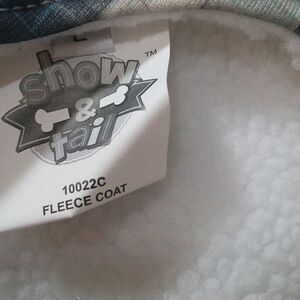 L
show
&
tail
TM
10022C
FLEECE COAT